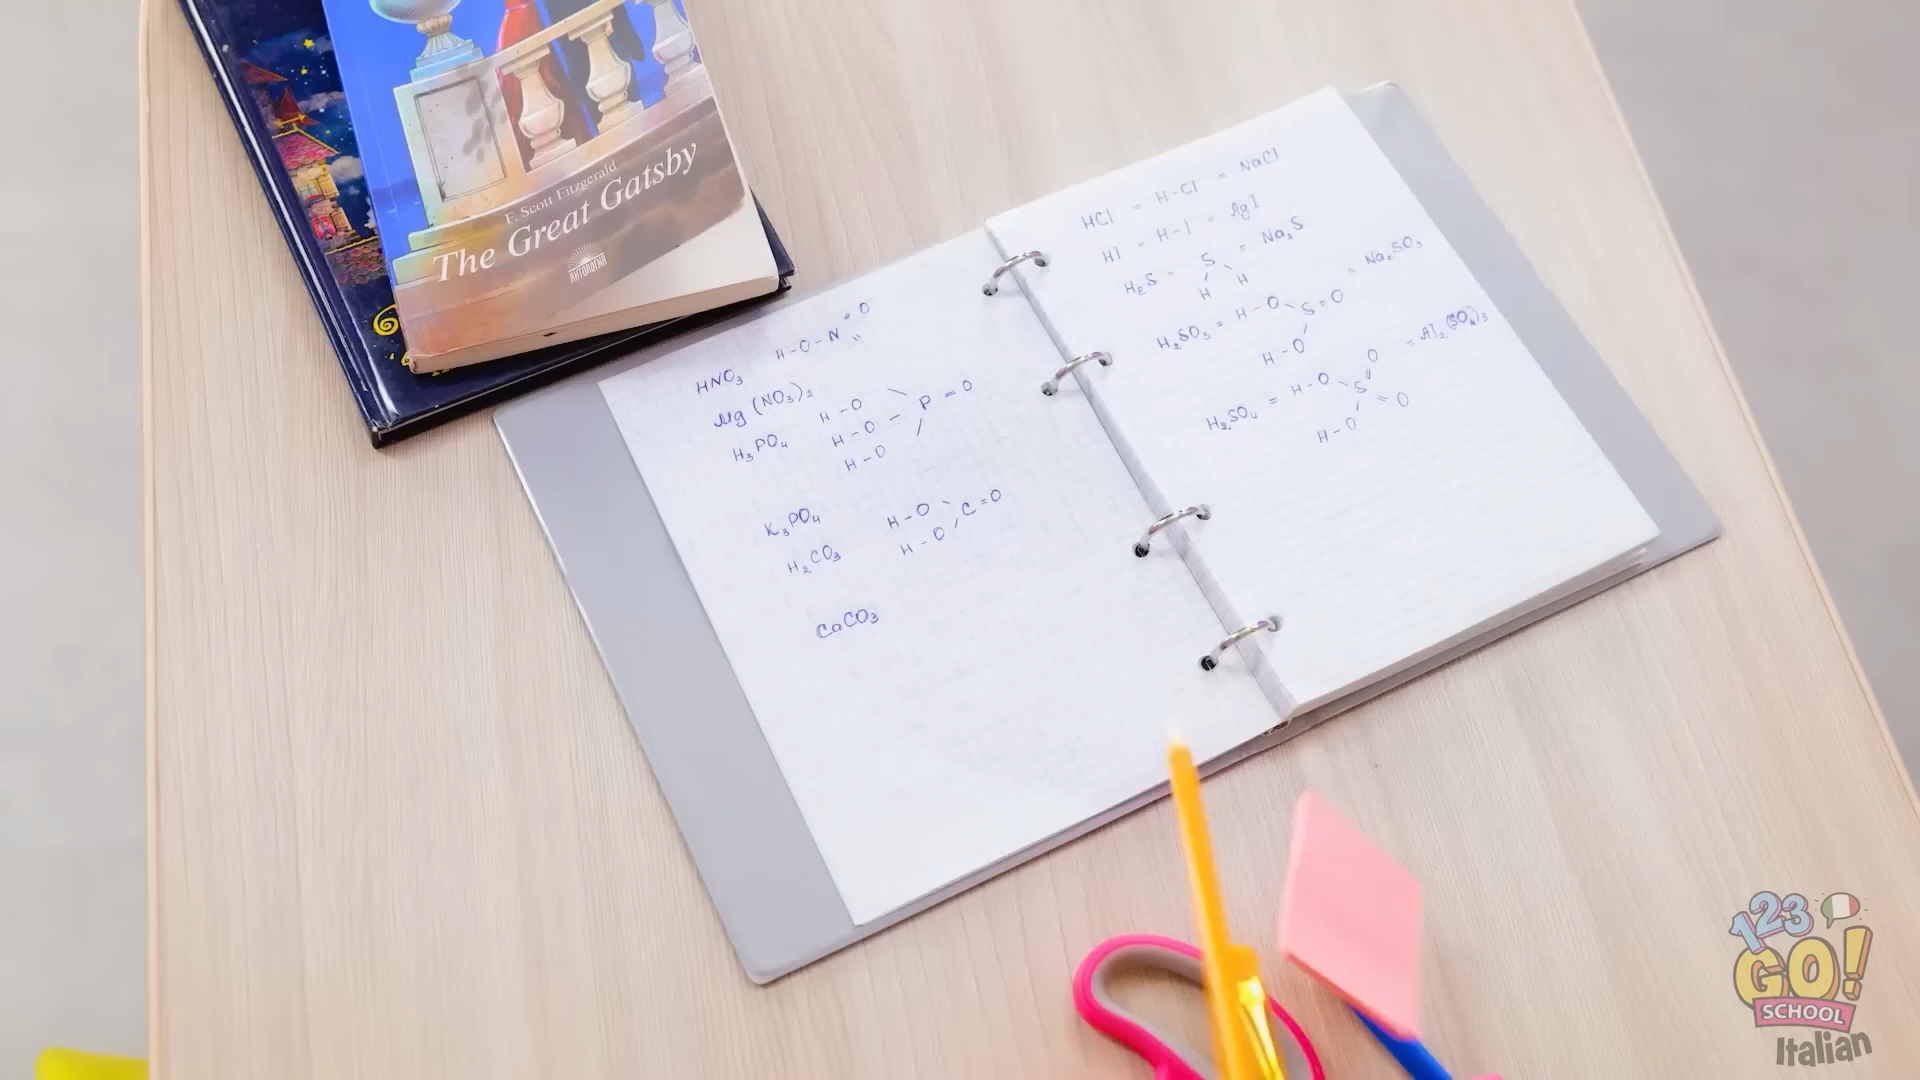 F. Scott Fitzgerald
The Great Gatsby
АНТОЛОГІЯ
HNO₃ H-O-N=O
Mg(NO₃)₂
H₃PO₄ H-O H-O H-O P=O
K₃PO₄
H₂CO₃ H-O H-O C=O
CaCO₃
HCl = H-Cl = NaCl
HI = H-I = AgI
H₂S = S H H = Na₂S
H₂SO₃ = H-O S=O H-O = Na₂SO₃
H₂SO₄ = H-O S O =O H-O = Al₂(SO₄)₃
123
GO!
SCHOOL
Italian